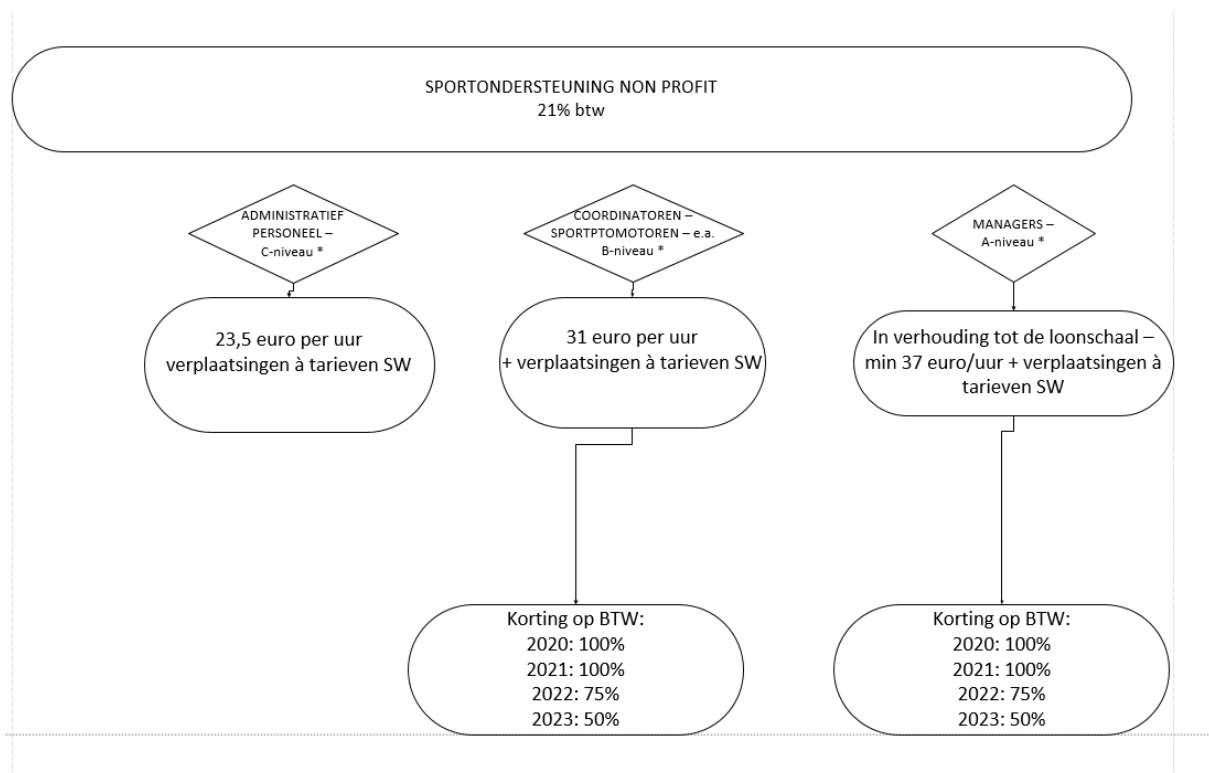 SPORTONDERSTEUNING NON PROFIT
21% btw
ADMINISTRATIEF
PERSONEEL –
C-niveau *
COORDINATOREN –
SPORTPTOMOTOREN – e.a.
B-niveau *
MANAGERS –
A-niveau *
23,5 euro per uur
verplaatsingen à tarieven SW
31 euro per uur
+ verplaatsingen à tarieven SW
In verhouding tot de loonschaal –
min 37 euro/uur + verplaatsingen à
tarieven SW
Korting op BTW:
2020: 100%
2021: 100%
2022: 75%
2023: 50%
Korting op BTW:
2020: 100%
2021: 100%
2022: 75%
2023: 50%